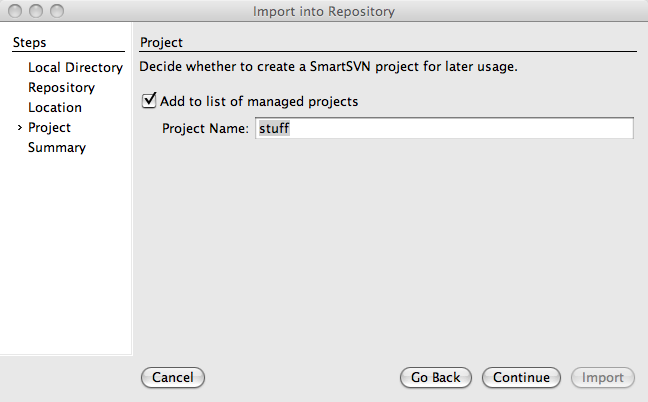 Import into Repository
Steps
Local Directory
Repository
Location
› Project
Summary
Project
Decide whether to create a SmartSVN project for later usage.
Add to list of managed projects
Project Name: stuff
Cancel
Go Back
Continue
Import